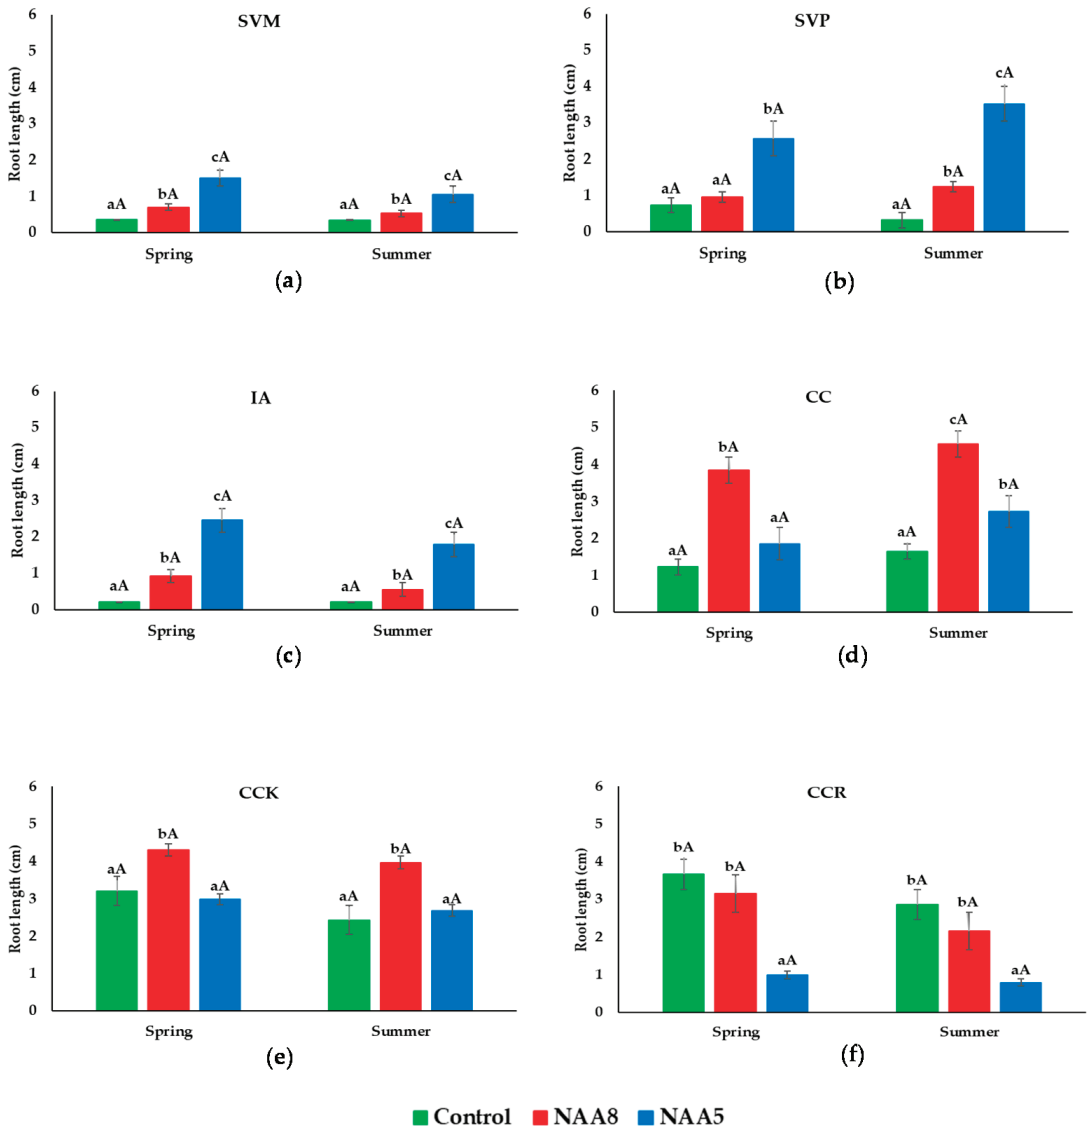 SVM
Root length (cm)
6
5
4
3
2
1
0
aA bA cA aA bA cA
Spring Summer
(a)
SVP
Root length (cm)
6
5
4
3
2
1
0
aA aA bA aA bA cA
Spring Summer
(b)
IA
Root length (cm)
6
5
4
3
2
1
0
aA bA cA aA bA cA
Spring Summer
(c)
CC
Root length (cm)
6
5
4
3
2
1
0
aA bA aA aA cA bA
Spring Summer
(d)
CCK
Root length (cm)
6
5
4
3
2
1
0
aA bA aA aA bA aA
Spring Summer
(e)
CCR
Root length (cm)
6
5
4
3
2
1
0
bA bA aA bA bA aA
Spring Summer
(f)
Control NAA8 NAA5